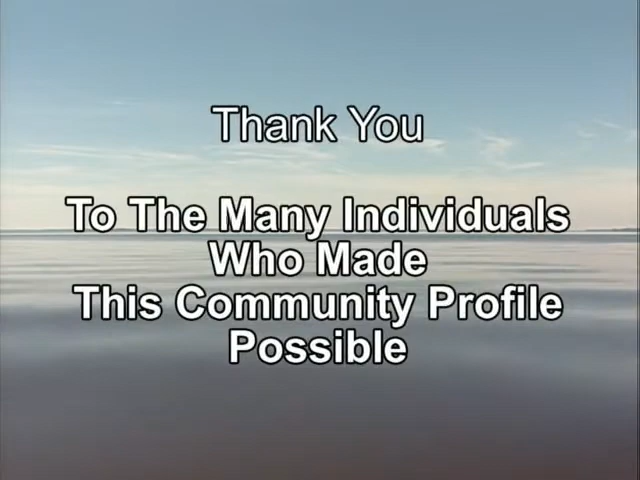 Thank You
To The Many Individuals
Who Made
This Community Profile
Possible